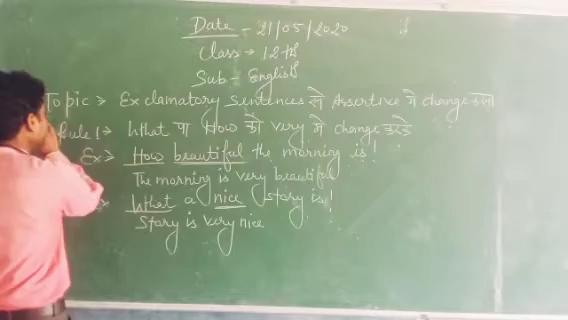 Date - 21/05/2020
Class → 12th
Sub - English
Topic > Exclamatory Sentences से Assertive मे change करना
Rule 1 > What या How को very मे change करते
Ex > How beautiful the morning is!
The morning is very beautiful
What a nice story is!
Story is very nice